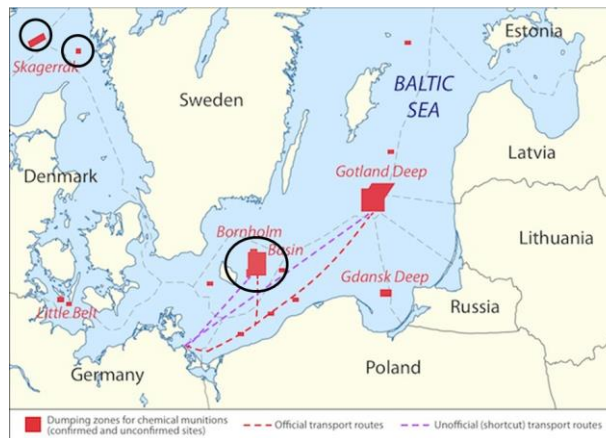 Estonia
Skagerrak
Sweden
BALTIC
SEA
Latvia
Denmark
Gotland Deep
Lithuania
Bornholm
Basin
Gdansk Deep
Little Belt
Russia
Germany
Poland
Dumping zones for chemical munitions
(confirmed and unconfirmed sites)
Official transport routes
Unofficial (shortcut) transport routes